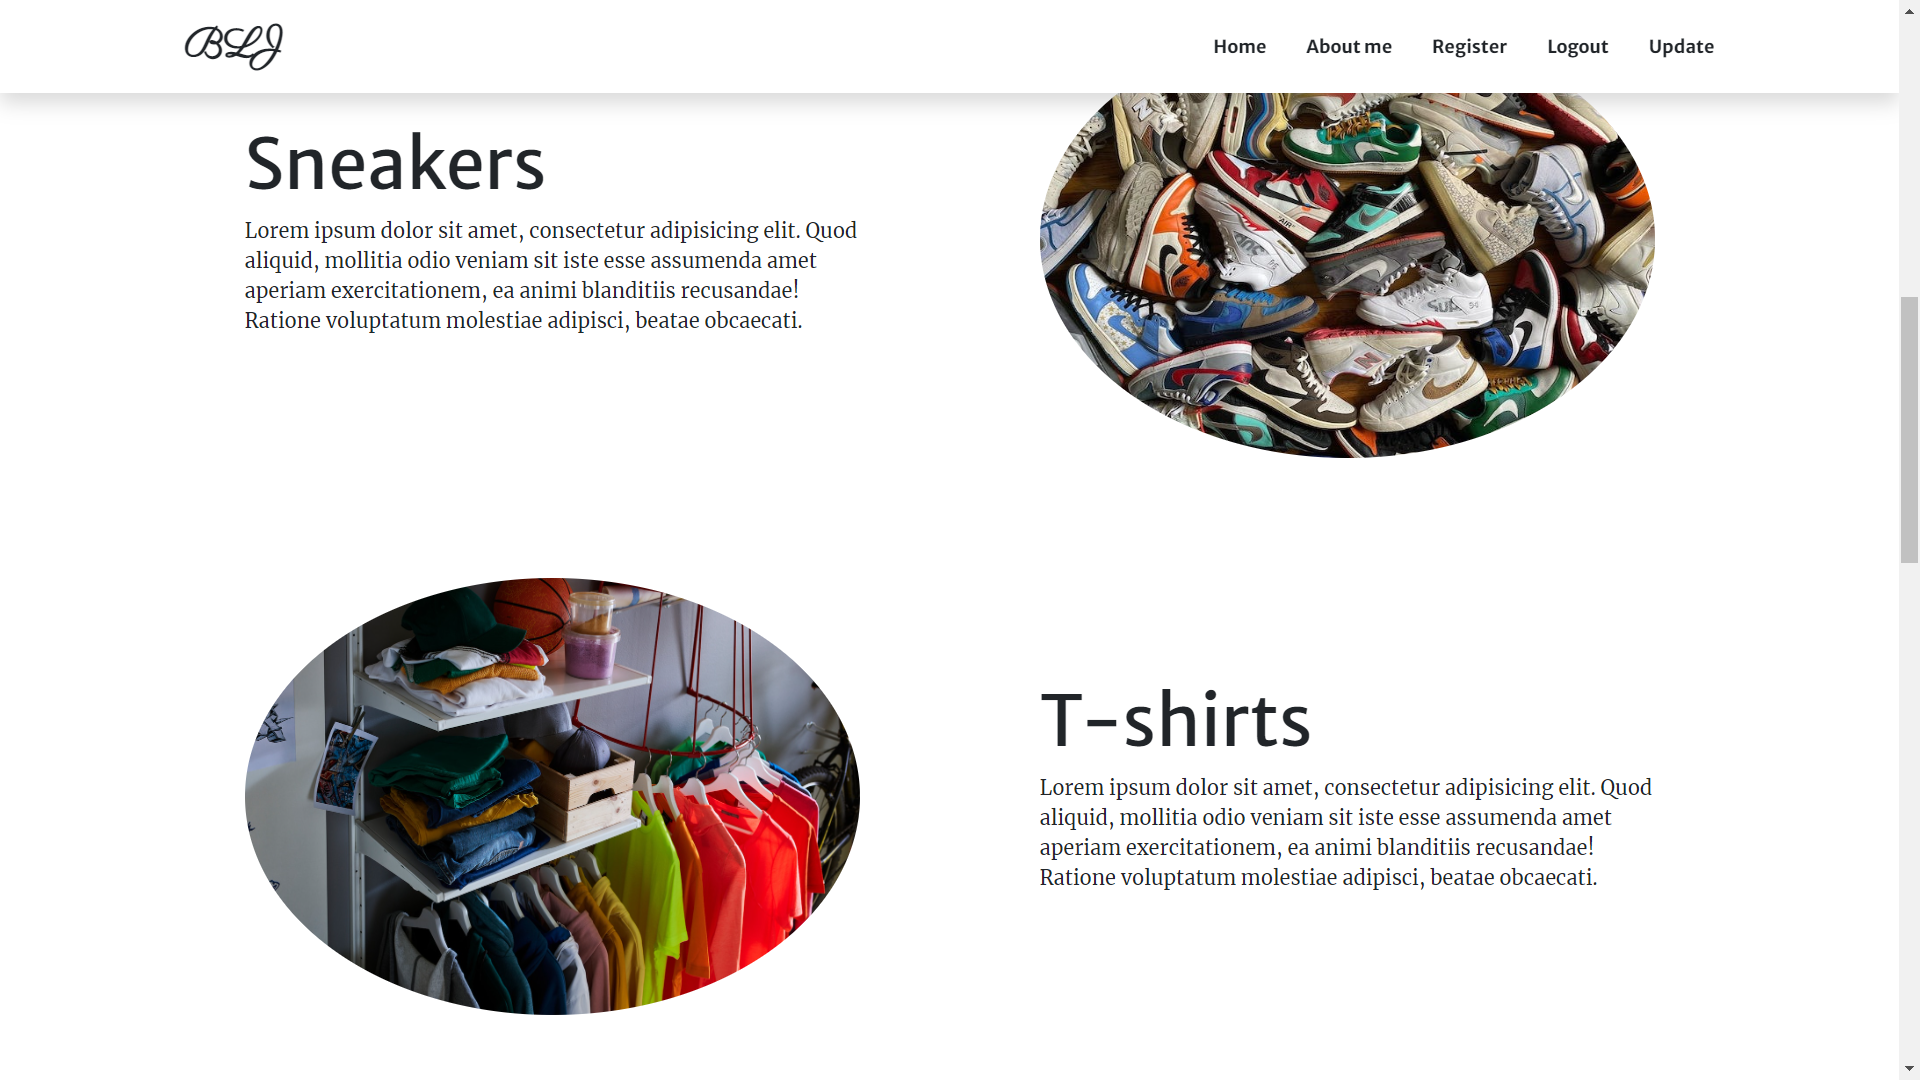 BLJ
Home
About me
Register
Logout
Update
Sneakers
Lorem ipsum dolor sit amet, consectetur adipisicing elit. Quod
aliquid, mollitia odio veniam sit iste esse assumenda amet
aperiam exercitationem, ea animi blanditiis recusandae!
Ratione voluptatum molestiae adipisci, beatae obcaecati.
T-shirts
Lorem ipsum dolor sit amet, consectetur adipisicing elit. Quod
aliquid, mollitia odio veniam sit iste esse assumenda amet
aperiam exercitationem, ea animi blanditiis recusandae!
Ratione voluptatum molestiae adipisci, beatae obcaecati.